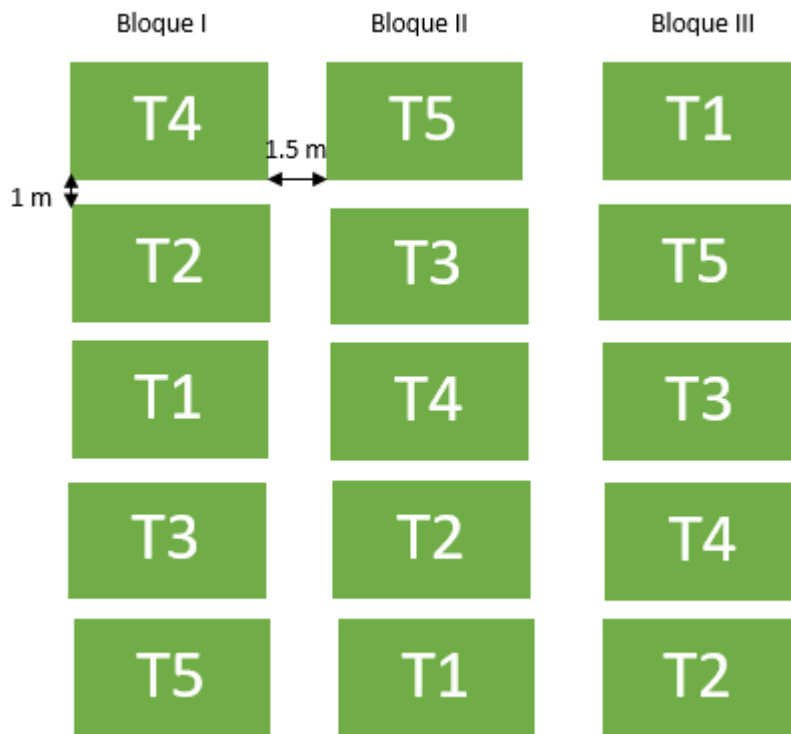 Bloque I Bloque II Bloque III
T4 T5 T1
1.5 m
1 m
T2 T3 T5
T1 T4 T3
T3 T2 T4
T5 T1 T2